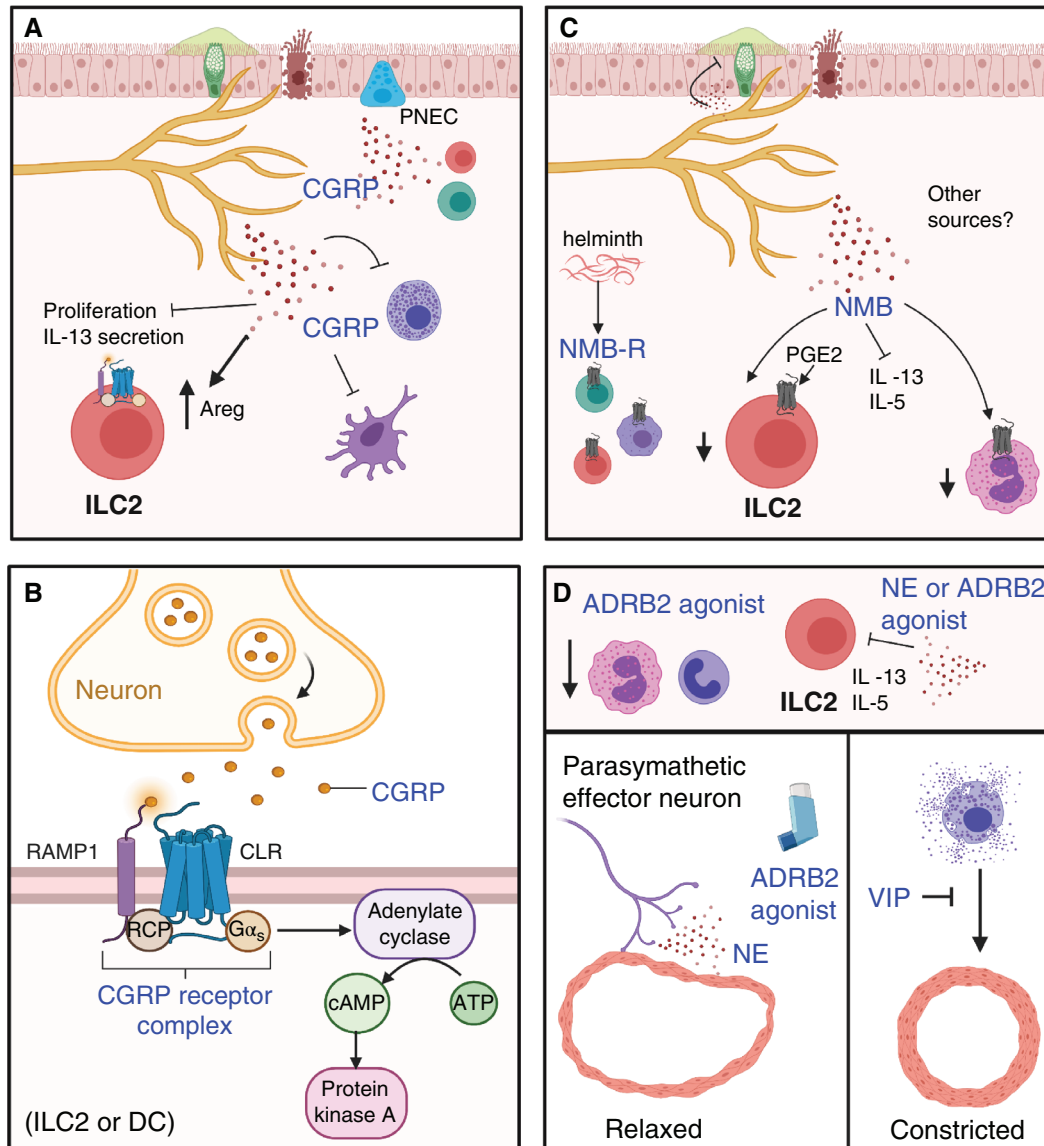 A
PNEC
CGRP
Proliferation
IL-13 secretion
CGRP
Areg
ILC2
B
Neuron
CGRP
RAMP1
CLR
RCP
Gαs
Adenylate
cyclase
CGRP receptor
complex
cAMP
ATP
Protein
kinase A
(ILC2 or DC)
C
Other
sources?
helminth
NMB
NMB-R
PGE2
IL -13
IL-5
ILC2
D
ADRB2 agonist
NE or ADRB2
agonist
IL -13
ILC2
IL-5
Parasymathetic
effector neuron
ADRB2
agonist
NE
Relaxed
VIP
Constricted